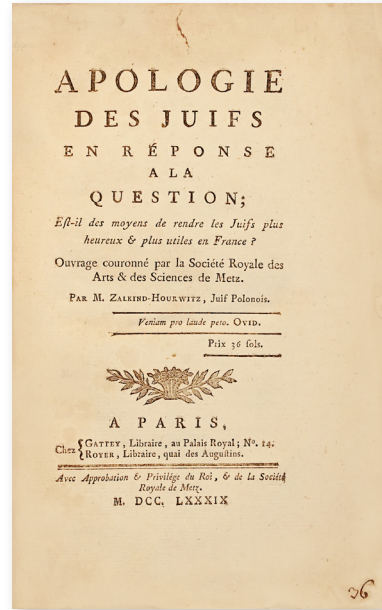 APOLOGIE
DES JUIFS
EN RÉPONSE
A LA
QUESTION;
Eſt-il des moyens de rendre les Juifs plus
heureux & plus utiles en France ?
Ouvrage couronné par la Société Royale des
Arts & des Sciences de Metz.
PAR M. ZALKIND-HOURWITZ, Juif Polonois.
Veniam pro laude peto. OVID.
Prix 36 ſols.
A PARIS,
Chez { GATTEY, Libraire, au Palais Royal; N°. 14.
ROYER, Libraire, quai des Auguſtins.
Avec Approbation & Privilége du Roi, & de la Société
Royale de Metz.
M. DCC. LXXXIX
36